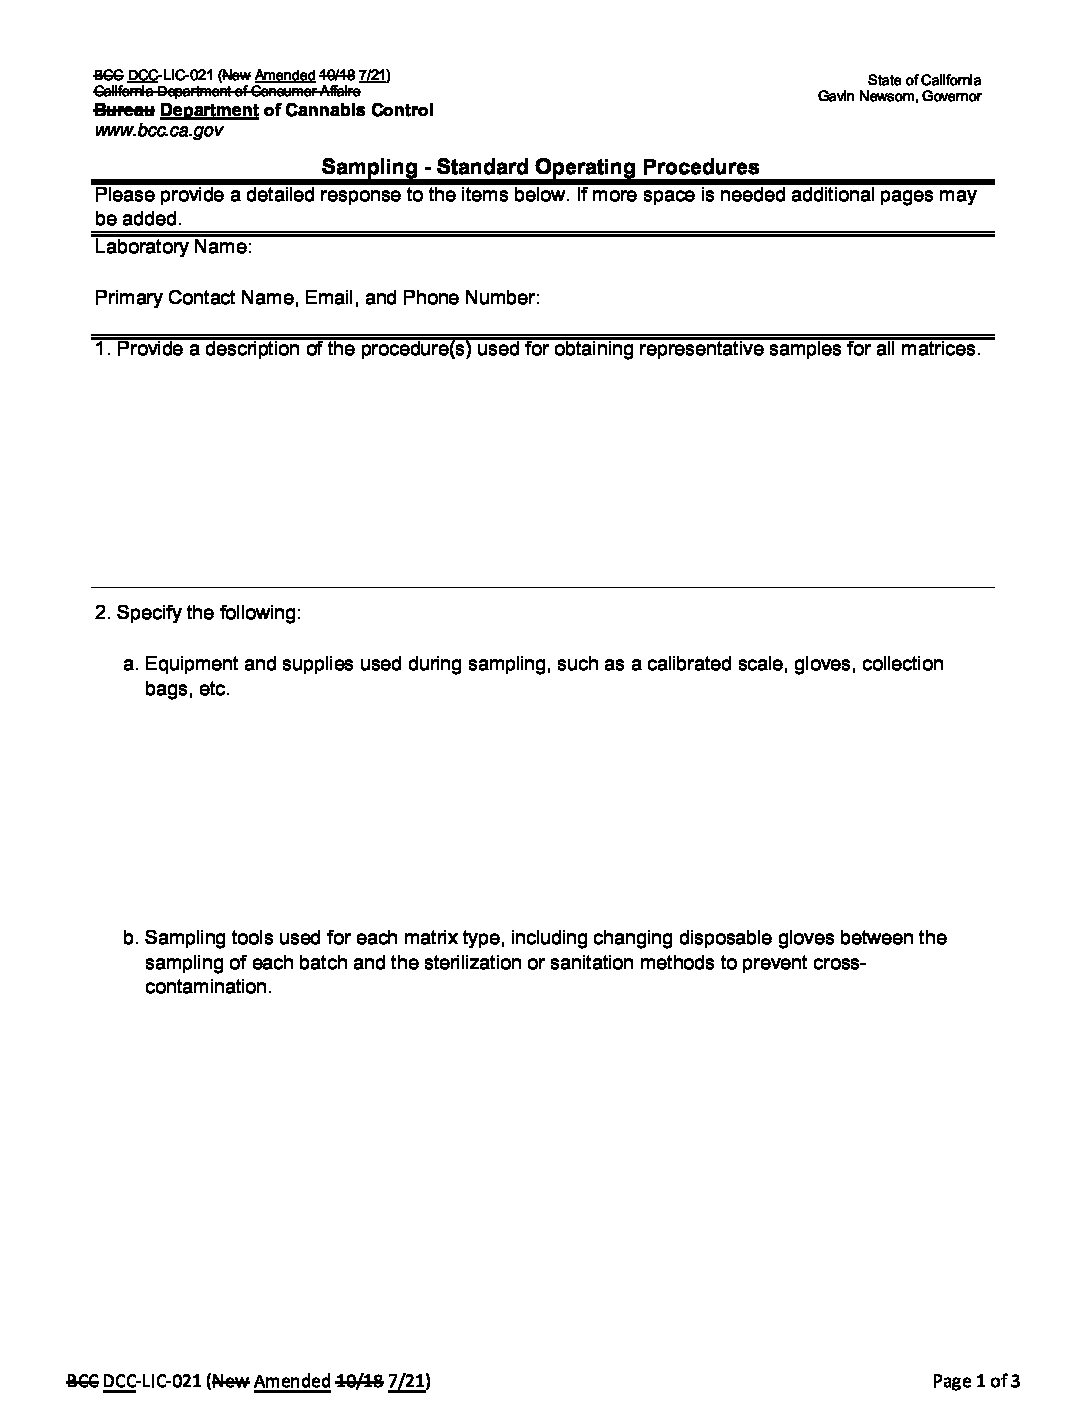 BCC DCC-LIC-021 (New Amended 10/18 7/21)
California Department of Consumer Affairs
Bureau Department of Cannabis Control
www.bcc.ca.gov
State of California
Gavin Newsom, Governor
Sampling - Standard Operating Procedures
Please provide a detailed response to the items below. If more space is needed additional pages may
be added.
Laboratory Name:
Primary Contact Name, Email, and Phone Number:
1. Provide a description of the procedure(s) used for obtaining representative samples for all matrices.
2. Specify the following:
a. Equipment and supplies used during sampling, such as a calibrated scale, gloves, collection
bags, etc.
b. Sampling tools used for each matrix type, including changing disposable gloves between the
sampling of each batch and the sterilization or sanitation methods to prevent cross-
contamination.
BCC DCC-LIC-021 (New Amended 10/18 7/21)
Page 1 of 3